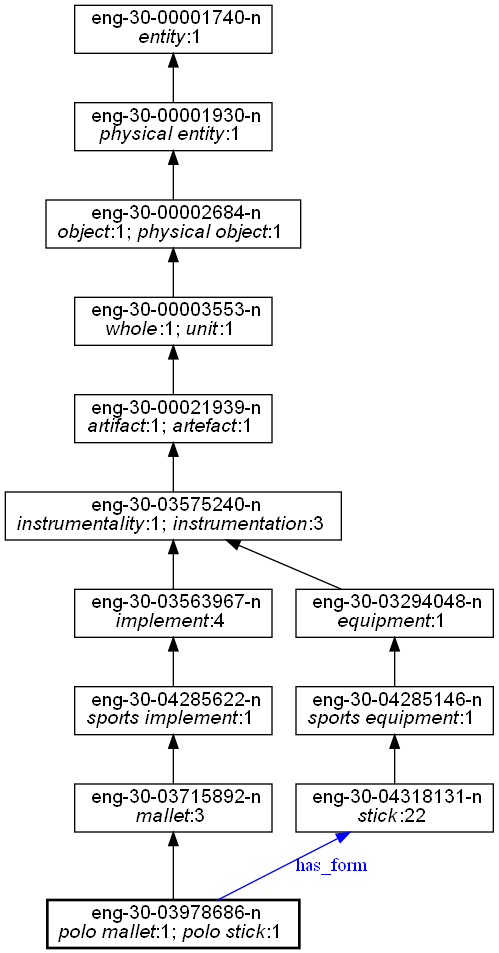 eng-30-00001740-n
entity:1
eng-30-00001930-n
physical entity:1
eng-30-00002684-n
object:1; physical object:1
eng-30-00003553-n
whole:1; unit:1
eng-30-00021939-n
artifact:1; artefact:1
eng-30-03575240-n
instrumentality:1; instrumentation:3
eng-30-03563967-n
implement:4
eng-30-03294048-n
equipment:1
eng-30-04285622-n
sports implement:1
eng-30-04285146-n
sports equipment:1
eng-30-03715892-n
mallet:3
eng-30-04318131-n
stick:22
has_form
eng-30-03978686-n
polo mallet:1; polo stick:1